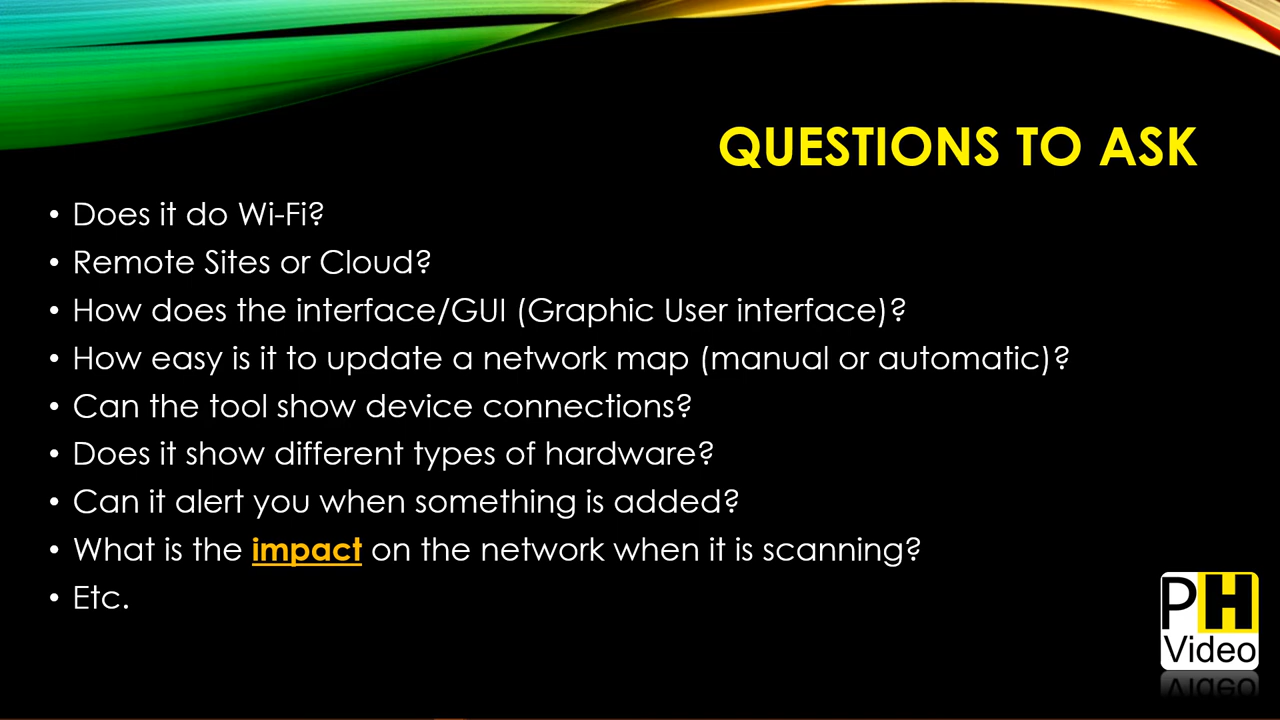 QUESTIONS TO ASK
• Does it do Wi-Fi?
• Remote Sites or Cloud?
• How does the interface/GUI (Graphic User interface)?
• How easy is it to update a network map (manual or automatic)?
• Can the tool show device connections?
• Does it show different types of hardware?
• Can it alert you when something is added?
• What is the impact on the network when it is scanning?
• Etc.
PH
Video